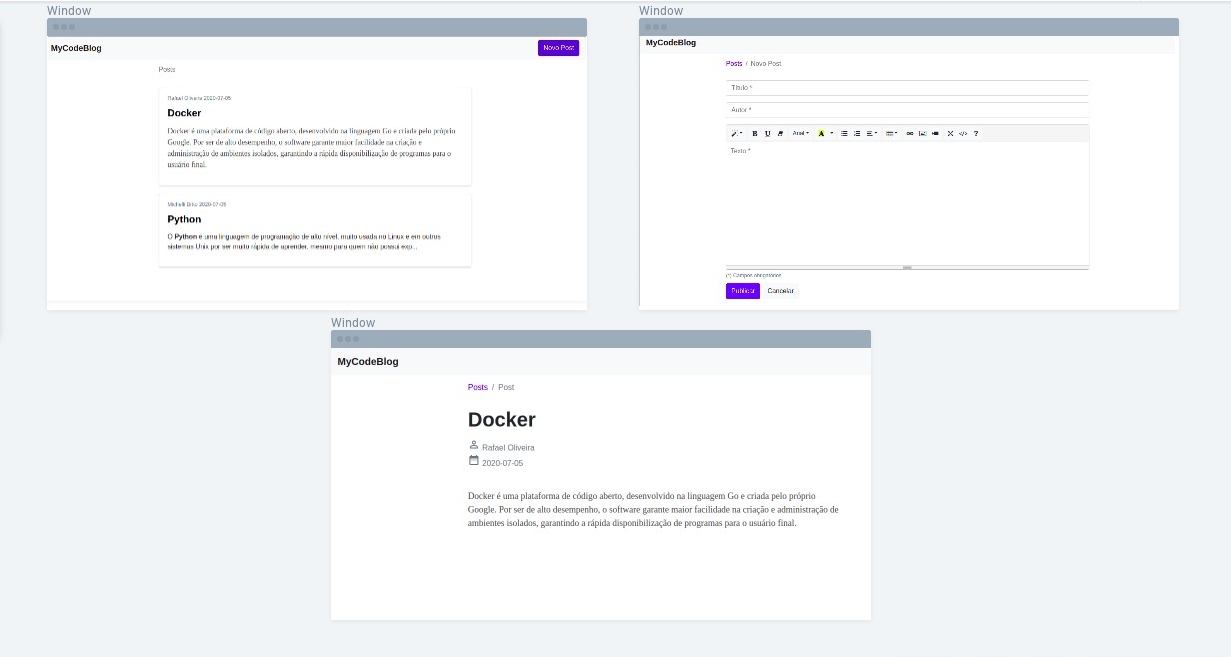 Window
MyCodeBlog
Novo Post
Posts
Rafael Oliveira 2020-07-05
Docker
Docker é uma plataforma de código aberto, desenvolvido na linguagem Go e criada pelo próprio
Google. Por ser de alto desempenho, o software garante maior facilidade na criação e
administração de ambientes isolados, garantindo a rápida disponibilização de programas para o
usuário final.
Michelli Brito 2020-07-05
Python
O Python é uma linguagem de programação de alto nível, muito usada no Linux e em outros
sistemas Unix por ser muito rápida de aprender, mesmo para quem não possui exp...
Window
MyCodeBlog
Posts / Novo Post
Título *
Autor *
B U Arial A </> ?
Texto *
(*) Campos obrigatórios
Publicar Cancelar
Window
MyCodeBlog
Posts / Post
Docker
Rafael Oliveira
2020-07-05
Docker é uma plataforma de código aberto, desenvolvido na linguagem Go e criada pelo próprio
Google. Por ser de alto desempenho, o software garante maior facilidade na criação e administração de
ambientes isolados, garantindo a rápida disponibilização de programas para o usuário final.